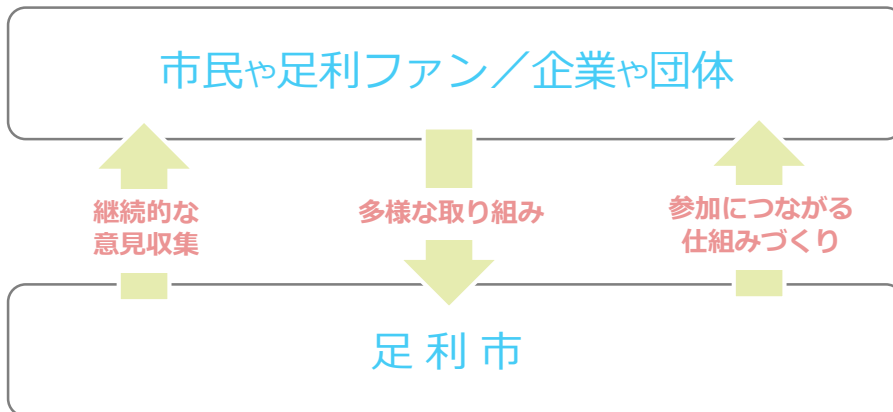 市民や足利ファン／企業や団体
継続的な
意見収集
多様な取り組み
参加につながる
仕組みづくり
足利市